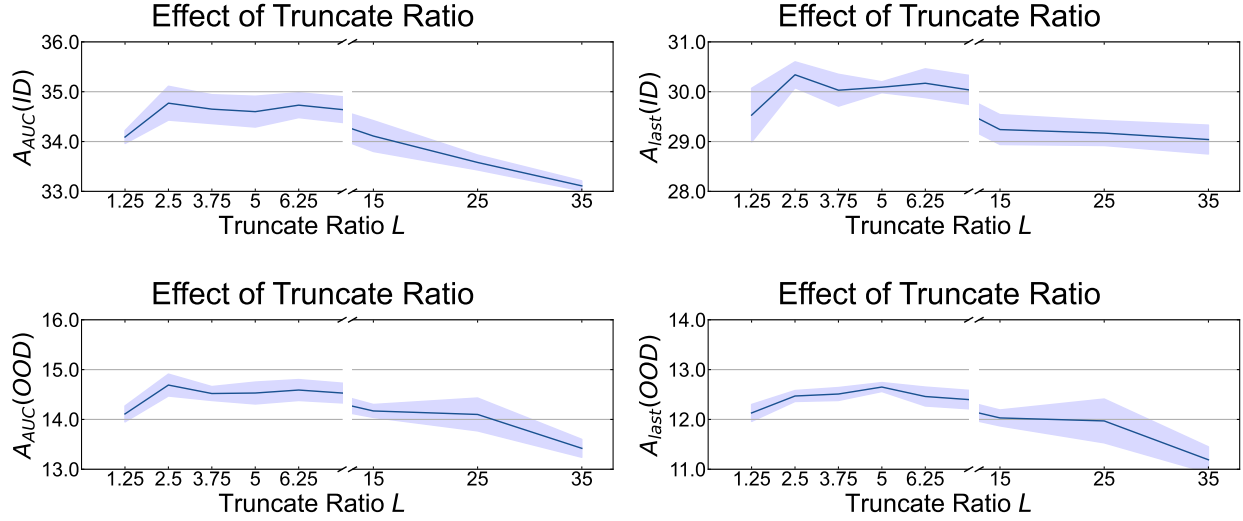 Effect of Truncate Ratio
36.0
35.0
34.0
33.0
A_AUC(ID)
1.25 2.5 3.75 5 6.25 15 25 35
Truncate Ratio L
Effect of Truncate Ratio
31.0
30.0
29.0
28.0
A_last(ID)
1.25 2.5 3.75 5 6.25 15 25 35
Truncate Ratio L
Effect of Truncate Ratio
16.0
15.0
14.0
13.0
A_AUC(OOD)
1.25 2.5 3.75 5 6.25 15 25 35
Truncate Ratio L
Effect of Truncate Ratio
14.0
13.0
12.0
11.0
A_last(OOD)
1.25 2.5 3.75 5 6.25 15 25 35
Truncate Ratio L